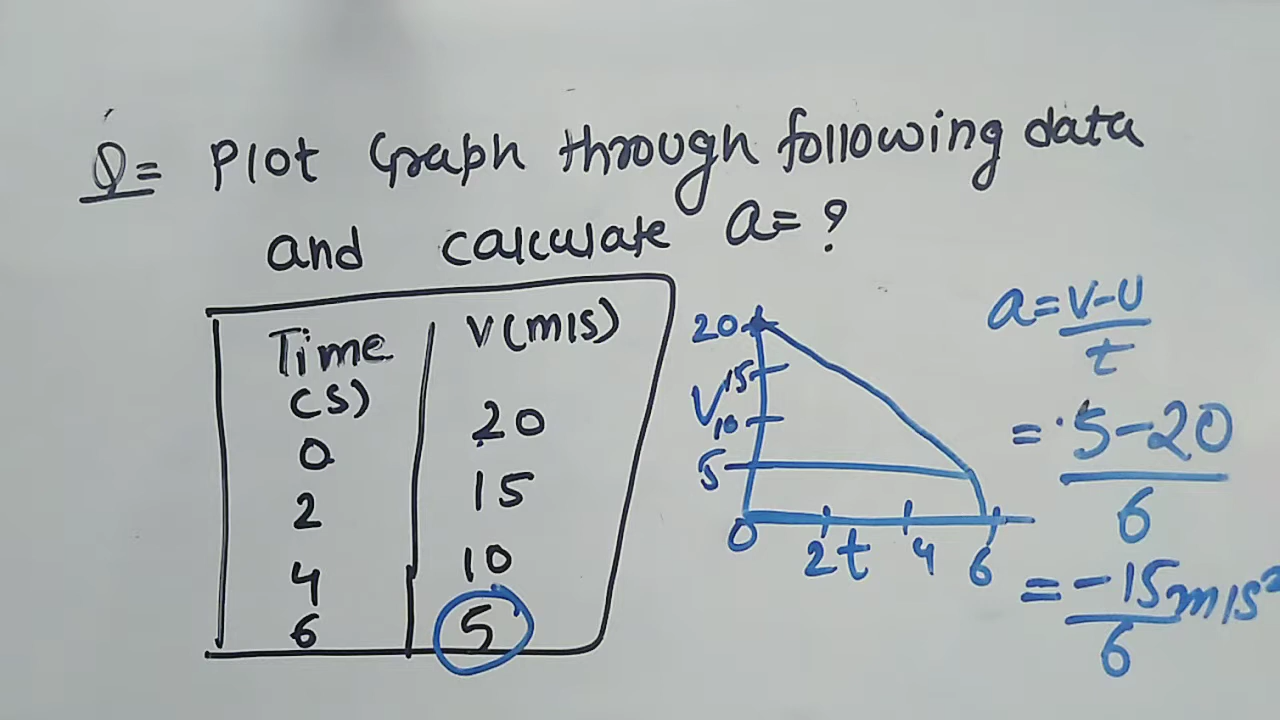 Q= Plot Graph through following data
and calculate a= ?
Time (s) V(m/s)
0 20
2 15
4 10
6 5
20
15
V
10
5
0 2 t 4 6
a= V-U
t
= 5-20
6
= -15 m/s²
6